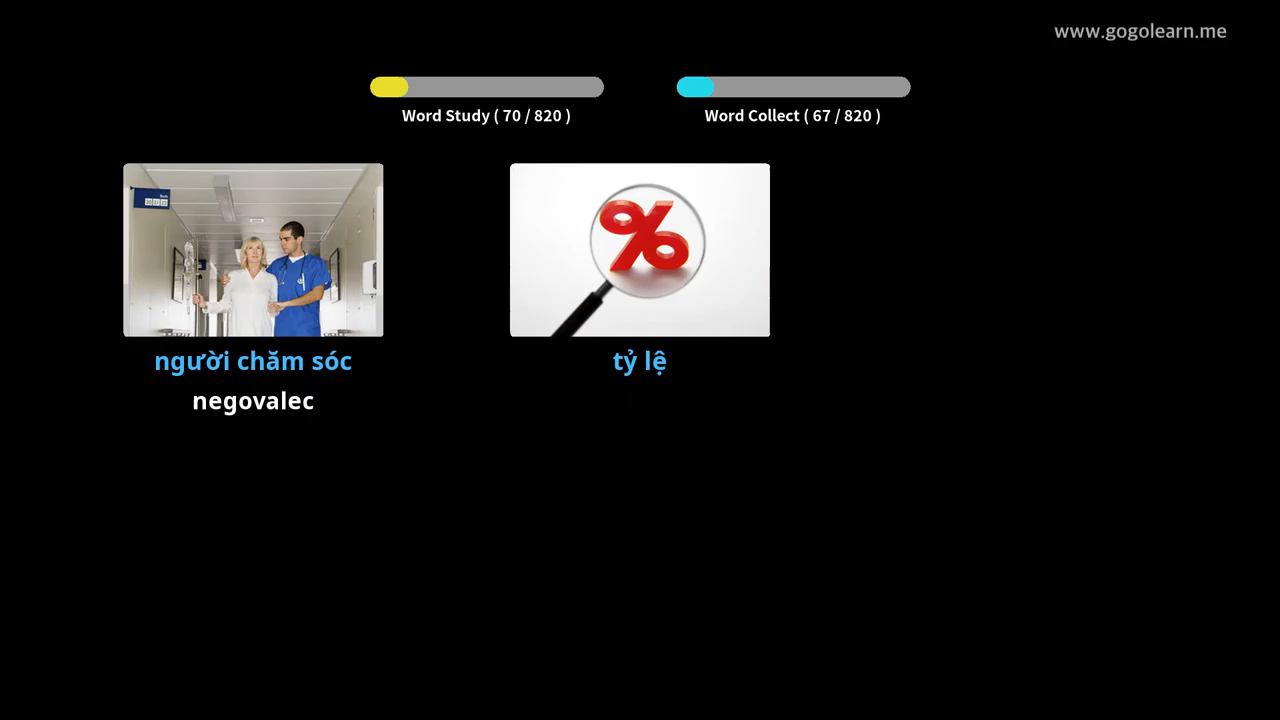 www.gogolearn.me
Word Study ( 70 / 820 )
Word Collect ( 67 / 820 )
người chăm sóc
tỷ lệ
negovalec